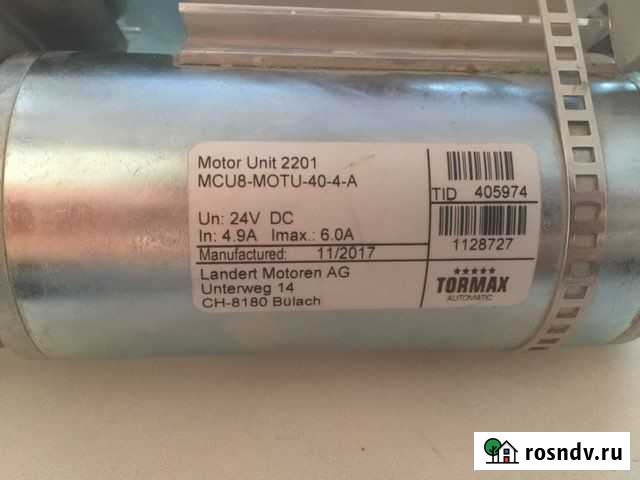 Motor Unit 2201
MCU8-MOTU-40-4-A
Un: 24V DC
In: 4.9A Imax.: 6.0A
Manufactured: 11/2017
Landert Motoren AG
Unterweg 14
CH-8180 Bülach
TID 405974
1128727
TORMAX
AUTOMATIC
rosndv.ru